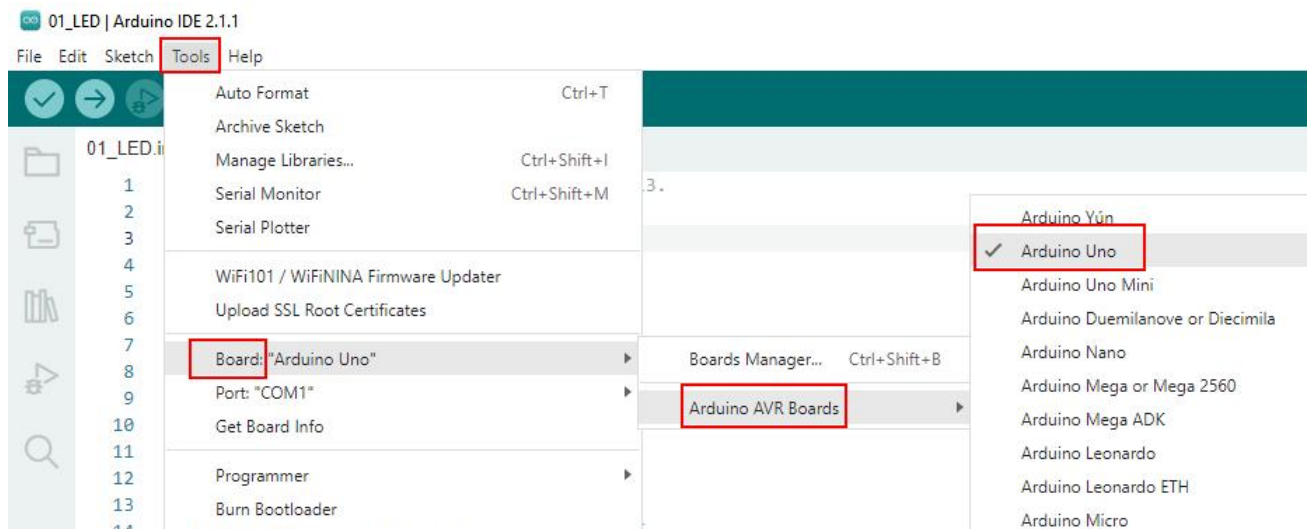 01_LED | Arduino IDE 2.1.1
File Edit Sketch Tools Help
Auto Format Ctrl+T
Archive Sketch
01_LED.i
Manage Libraries... Ctrl+Shift+I
1
Serial Monitor Ctrl+Shift+M
3.
2
Serial Plotter
3
4
WiFi101 / WiFiNINA Firmware Updater
5
Upload SSL Root Certificates
6
7
Board: "Arduino Uno"
8
Port: "COM1"
9
Get Board Info
10
11
Programmer
12
Burn Bootloader
13
14
Boards Manager... Ctrl+Shift+B
Arduino AVR Boards
Arduino Yún
Arduino Uno
Arduino Uno Mini
Arduino Duemilanove or Diecimila
Arduino Nano
Arduino Mega or Mega 2560
Arduino Mega ADK
Arduino Leonardo
Arduino Leonardo ETH
Arduino Micro